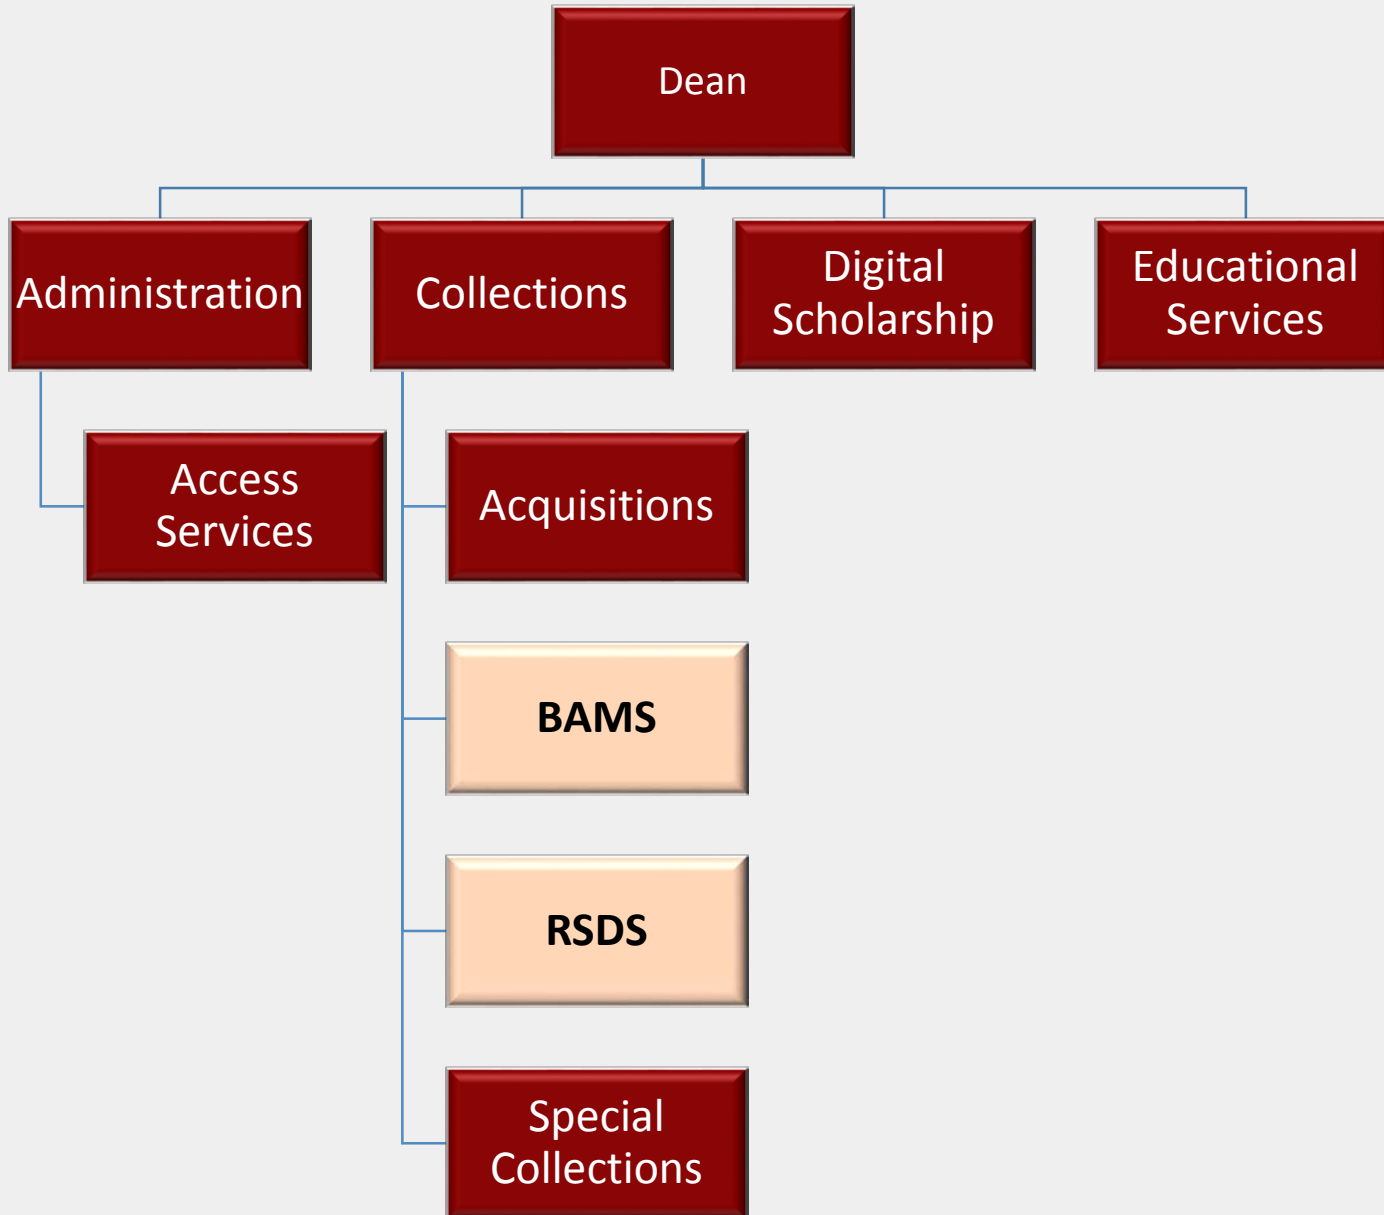 Dean
Administration
Collections
Digital
Scholarship
Educational
Services
Access
Services
Acquisitions
BAMS
RSDS
Special
Collections